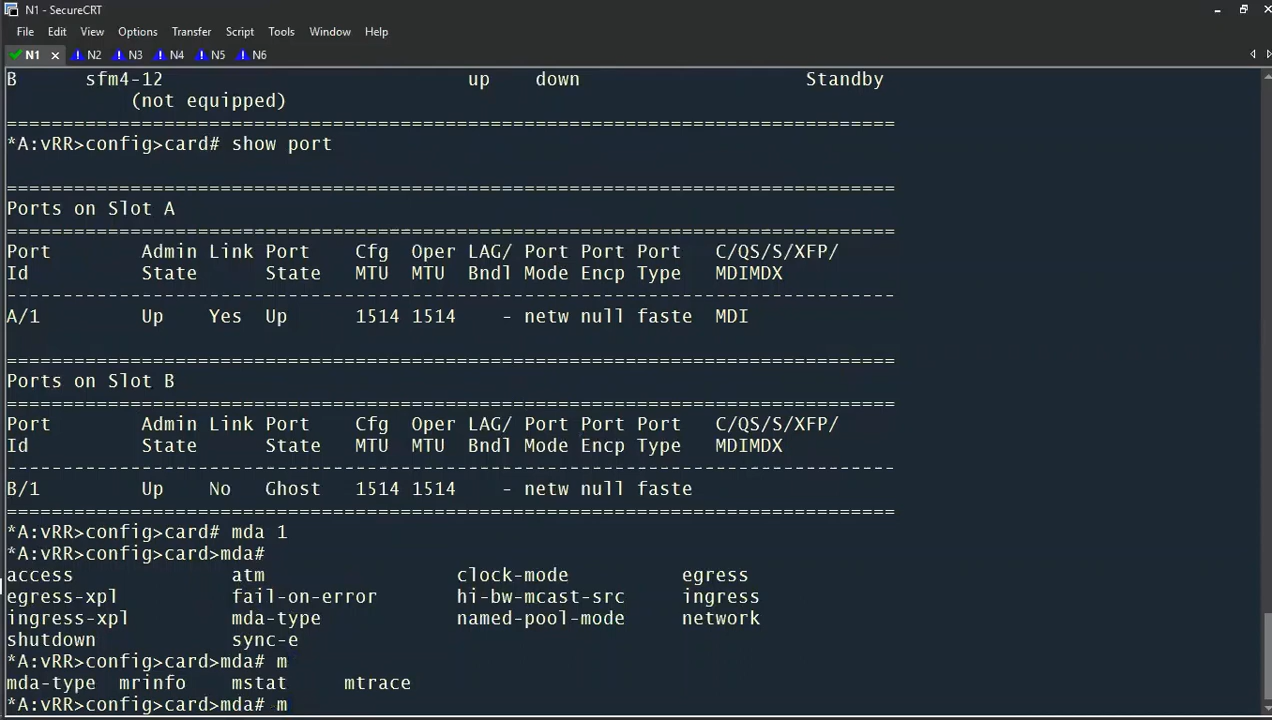 N1 - SecureCRT
File Edit View Options Transfer Script Tools Window Help
N1 N2 N3 N4 N5 N6
B sfm4-12 up down Standby
(not equipped)
===============================================================================
*A:vRR>config>card# show port
===============================================================================
Ports on Slot A
===============================================================================
Port Admin Link Port Cfg Oper LAG/ Port Port Port C/QS/S/XFP/
Id State State MTU MTU Bndl Mode Encp Type MDIMDX
-------------------------------------------------------------------------------
A/1 Up Yes Up 1514 1514 - netw null faste MDI
===============================================================================
Ports on Slot B
===============================================================================
Port Admin Link Port Cfg Oper LAG/ Port Port Port C/QS/S/XFP/
Id State State MTU MTU Bndl Mode Encp Type MDIMDX
-------------------------------------------------------------------------------
B/1 Up No Ghost 1514 1514 - netw null faste
===============================================================================
*A:vRR>config>card# mda 1
*A:vRR>config>card>mda#
access atm clock-mode egress
egress-xpl fail-on-error hi-bw-mcast-src ingress
ingress-xpl mda-type named-pool-mode network
shutdown sync-e
*A:vRR>config>card>mda# m
mda-type mrinfo mstat mtrace
*A:vRR>config>card>mda# m